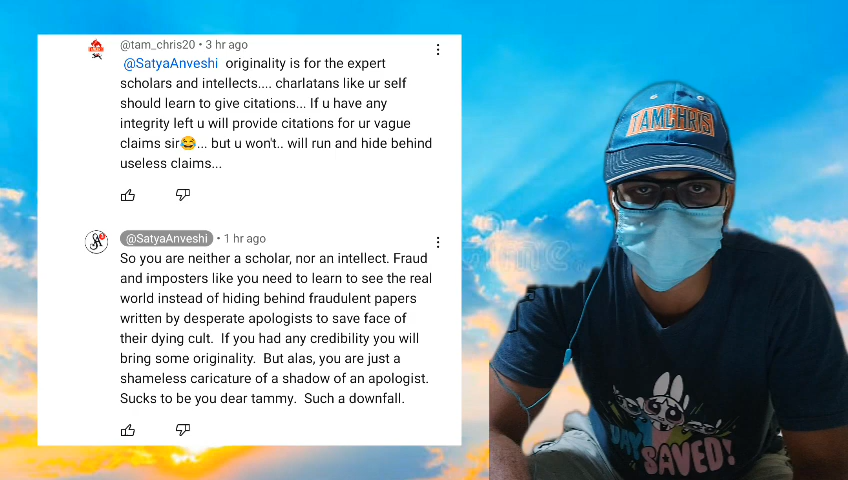 @tam_chris20 • 3 hr ago
@SatyaAnveshi originality is for the expert
scholars and intellects.... charlatans like ur self
should learn to give citations... If u have any
integrity left u will provide citations for ur vague
claims sir😂... but u won't.. will run and hide behind
useless claims...
@SatyaAnveshi • 1 hr ago
So you are neither a scholar, nor an intellect. Fraud
and imposters like you need to learn to see the real
world instead of hiding behind fraudulent papers
written by desperate apologists to save face of
their dying cult. If you had any credibility you will
bring some originality. But alas, you are just a
shameless caricature of a shadow of an apologist.
Sucks to be you dear tammy. Such a downfall.
TAMCHRIS
DAY
SAVED!